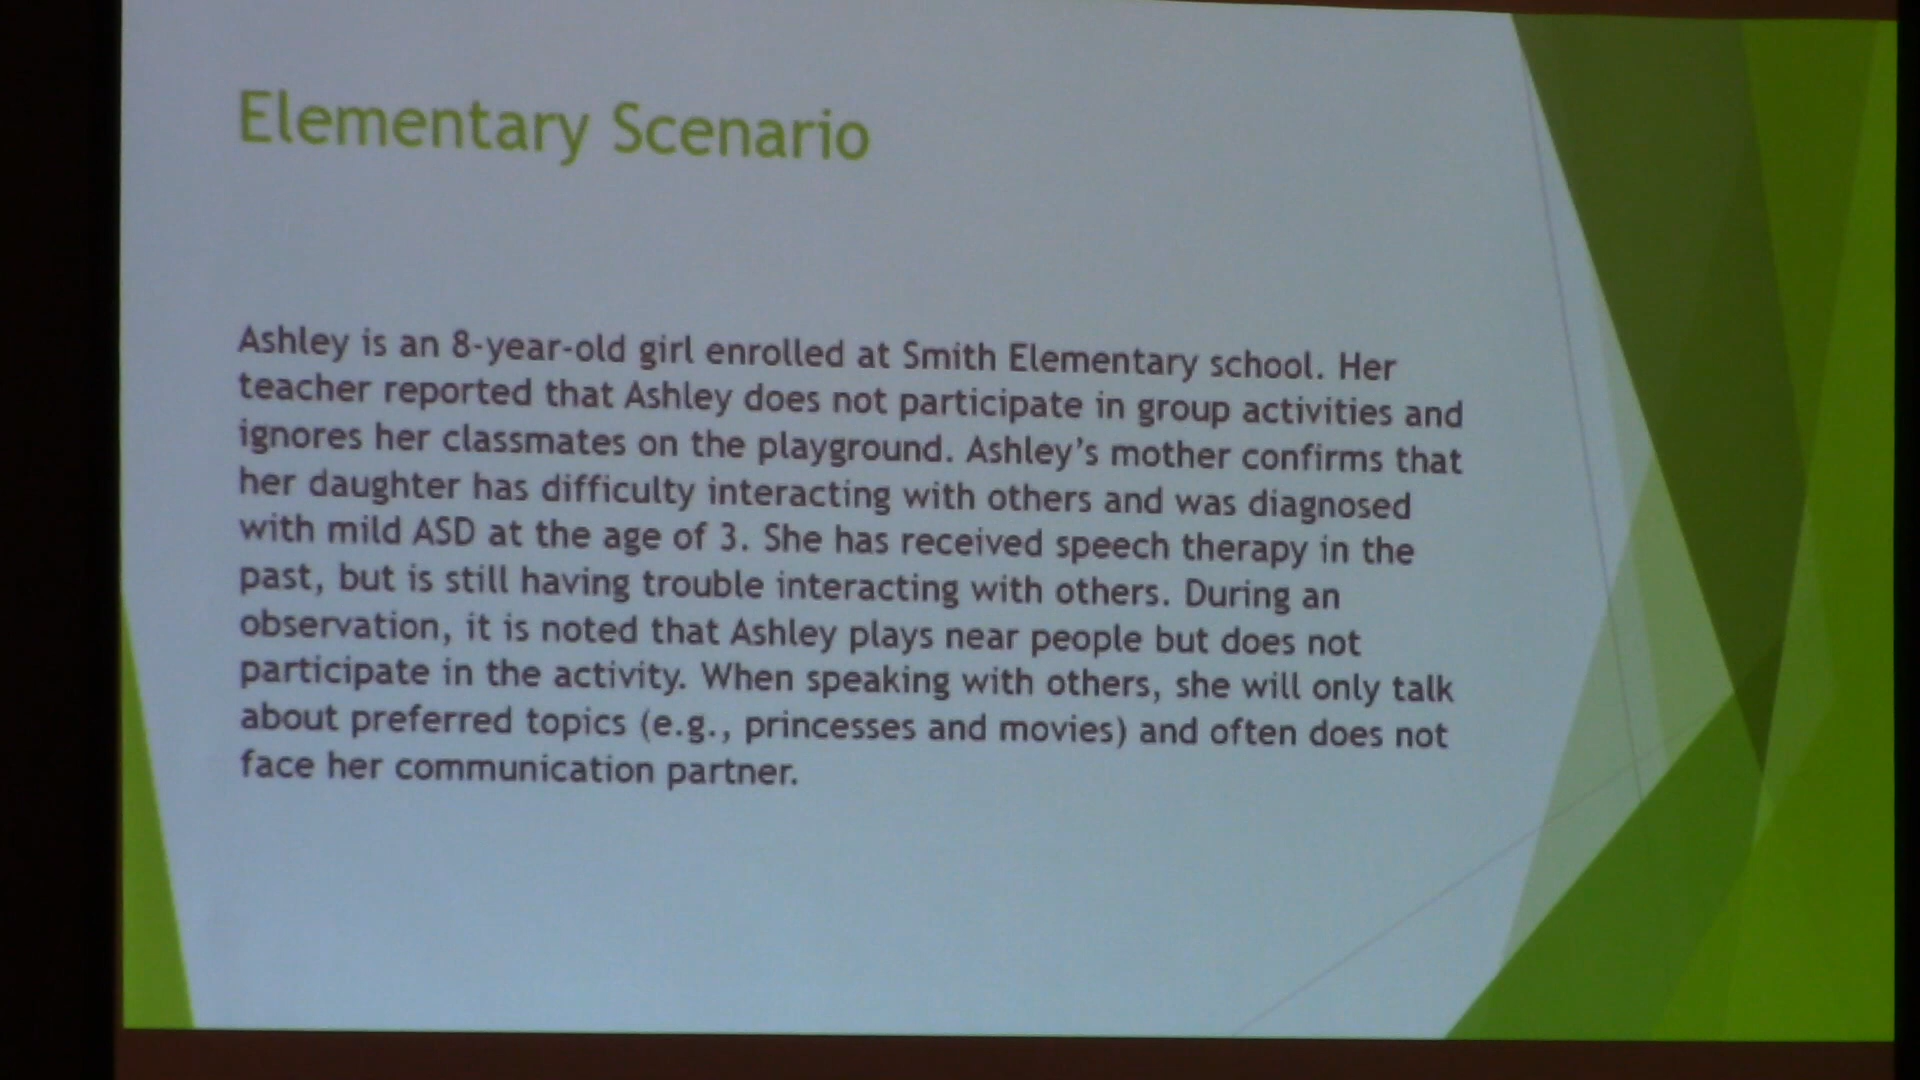 Elementary Scenario
Ashley is an 8-year-old girl enrolled at Smith Elementary school. Her
teacher reported that Ashley does not participate in group activities and
ignores her classmates on the playground. Ashley's mother confirms that
her daughter has difficulty interacting with others and was diagnosed
with mild ASD at the age of 3. She has received speech therapy in the
past, but is still having trouble interacting with others. During an
observation, it is noted that Ashley plays near people but does not
participate in the activity. When speaking with others, she will only talk
about preferred topics (e.g., princesses and movies) and often does not
face her communication partner.